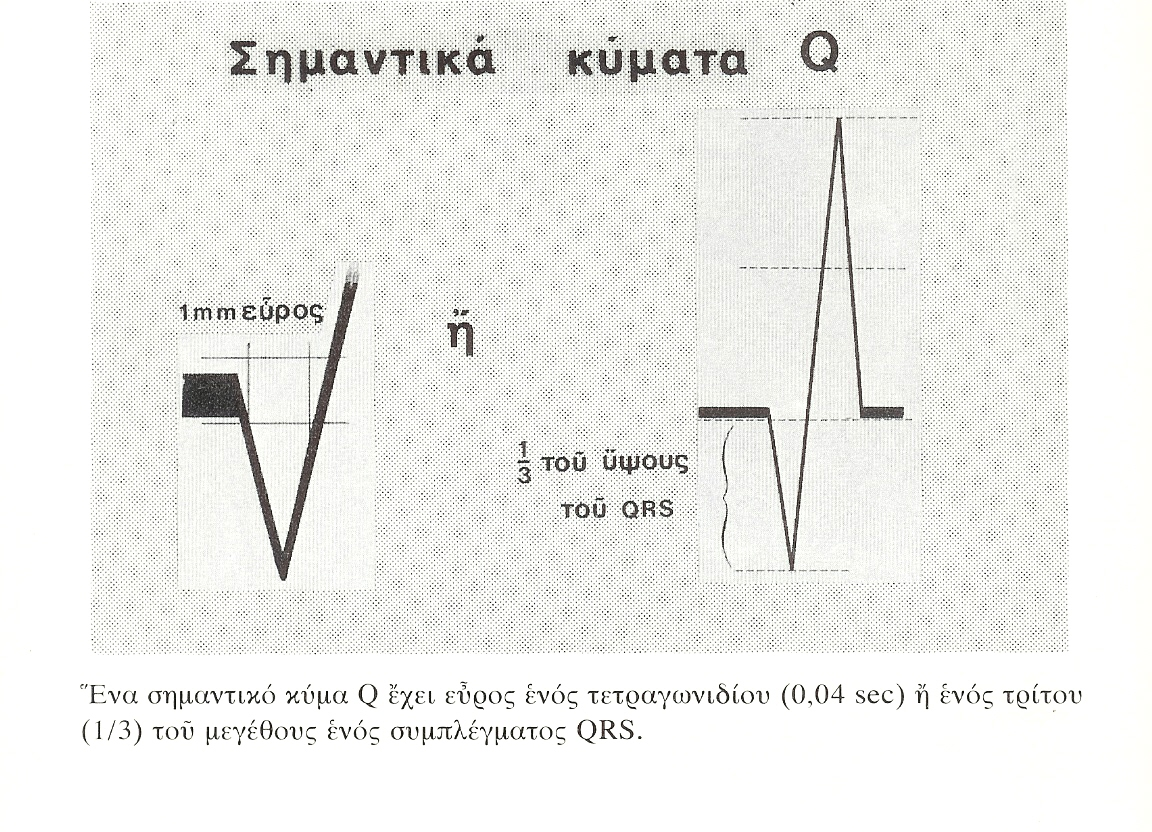 Σημαντικά κύματα Q
1mm εὖρος
ἤ
1/3 τοῦ ὕψους
τοῦ QRS
Ἕνα σημαντικό κύμα Q ἔχει εὖρος ἑνός τετραγωνιδίου (0,04 sec) ἤ ἑνός τρίτου
(1/3) τοῦ μεγέθους ἑνός συμπλέγματος QRS.